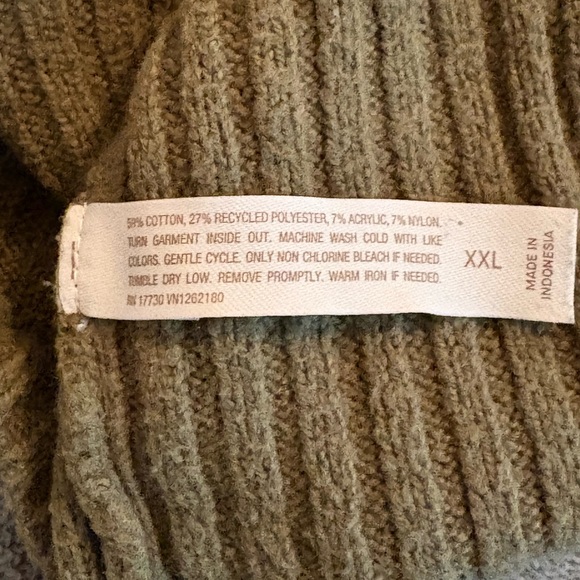 59% COTTON, 27% RECYCLED POLYESTER, 7% ACRYLIC, 7% NYLON.
TURN GARMENT INSIDE OUT. MACHINE WASH COLD WITH LIKE
COLORS. GENTLE CYCLE. ONLY NON CHLORINE BLEACH IF NEEDED.
TUMBLE DRY LOW. REMOVE PROMPTLY. WARM IRON IF NEEDED.
RN 17730 VN1262180
XXL
MADE IN
INDONESIA